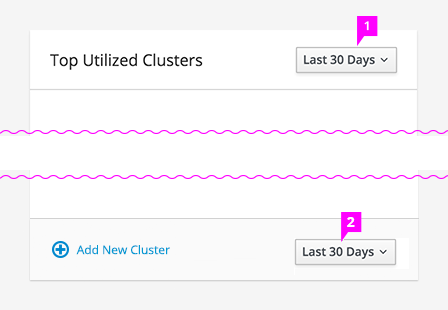 1
Top Utilized Clusters
Last 30 Days
2
Add New Cluster
Last 30 Days